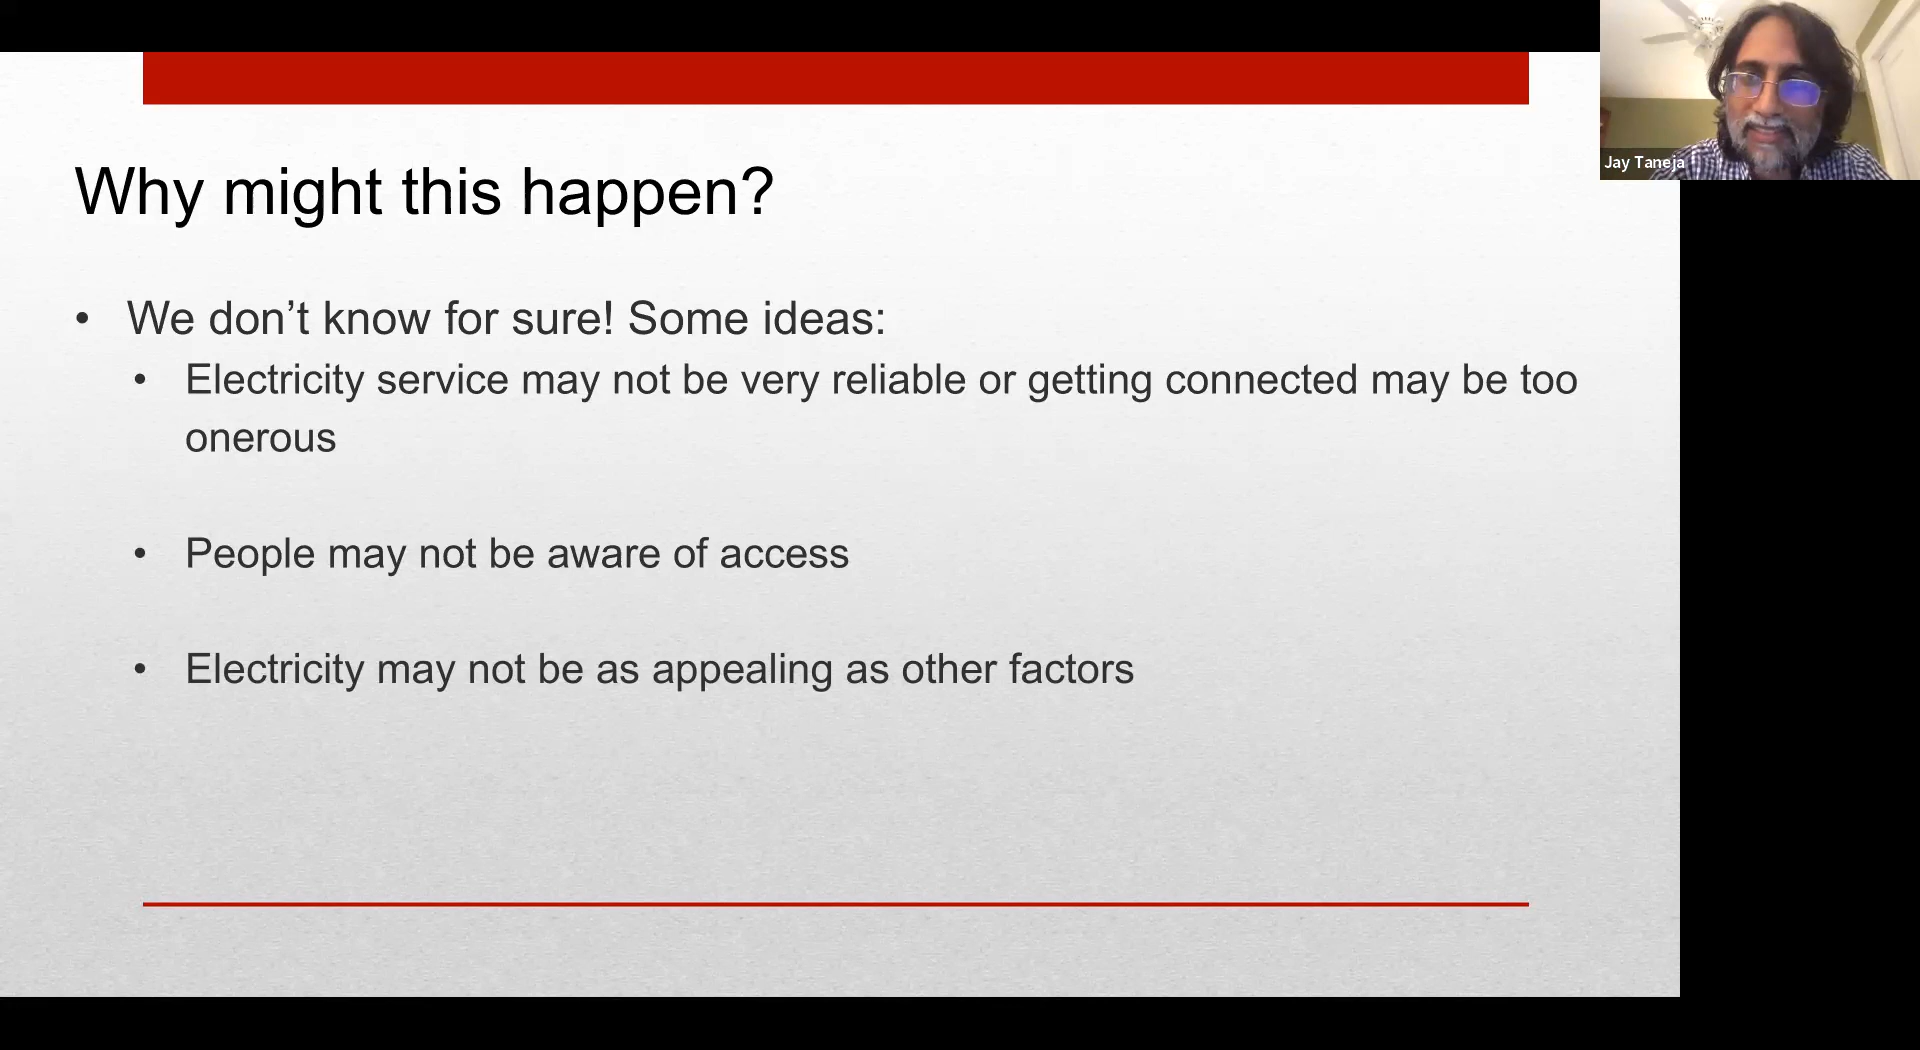 Why might this happen?
• We don’t know for sure! Some ideas:
• Electricity service may not be very reliable or getting connected may be too
onerous
• People may not be aware of access
• Electricity may not be as appealing as other factors
Jay Taneja